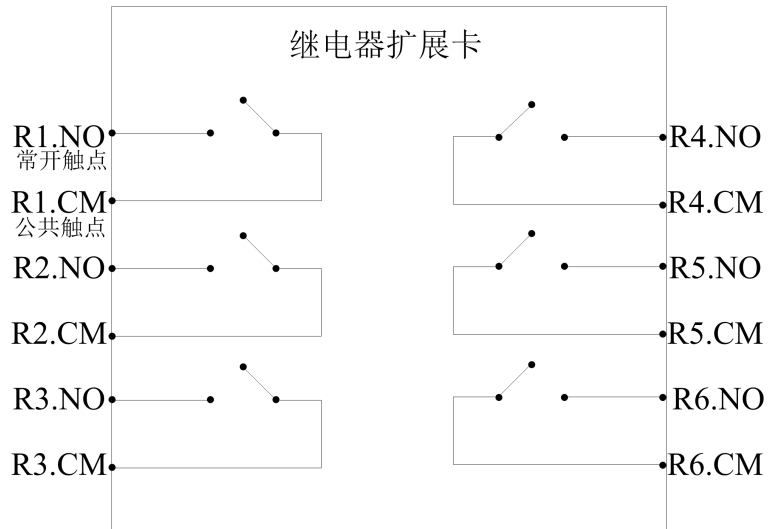 继电器扩展卡
R1.NO
常开触点
R1.CM
公共触点
R2.NO
R2.CM
R3.NO
R3.CM
R4.NO
R4.CM
R5.NO
R5.CM
R6.NO
R6.CM